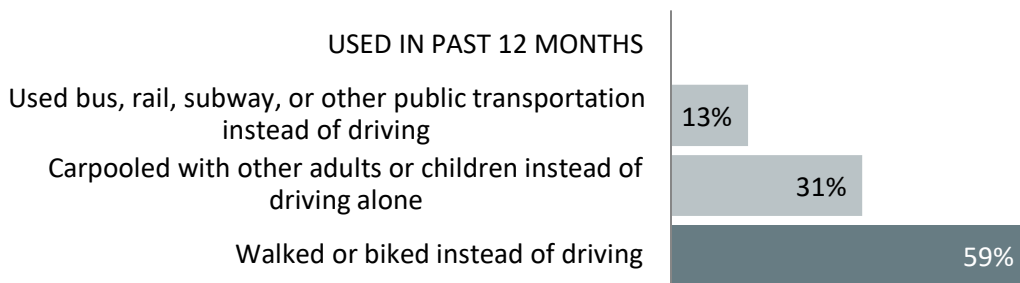 USED IN PAST 12 MONTHS
Used bus, rail, subway, or other public transportation
instead of driving
13%
Carpooled with other adults or children instead of
driving alone
31%
Walked or biked instead of driving
59%